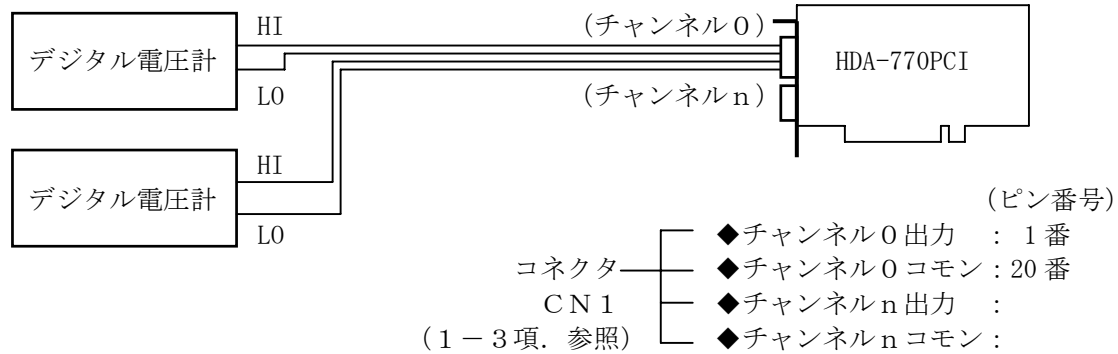 HI
(チャンネル0)
デジタル電圧計
HDA-770PCI
LO
(チャンネルn)
HI
デジタル電圧計
LO
(ピン番号)
◆チャンネル0出力 : 1番
コネクタ
◆チャンネル0コモン : 20番
CN1
◆チャンネルn出力 :
(1-3項. 参照)
◆チャンネルnコモン :